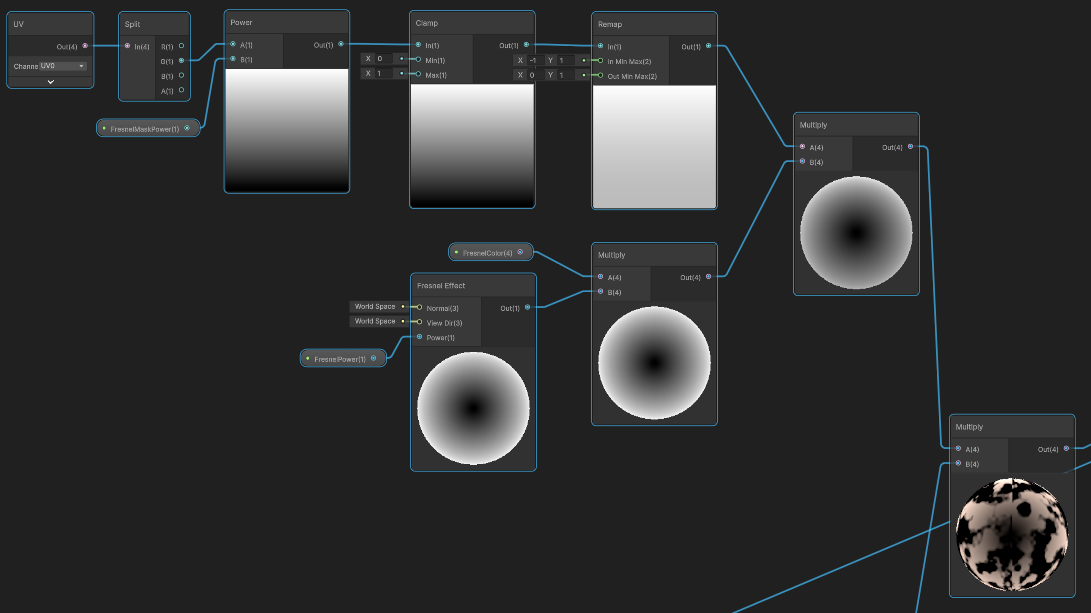 UV
Out(4)
Channe UV0
Split
In(4)
R(1)
G(1)
B(1)
A(1)
FresnelMaskPower(1)
Power
A(1)
B(1)
Out(1)
Clamp
In(1)
Out(1)
X 0
Min(1)
X 1
Max(1)
Remap
In(1)
Out(1)
X -1 Y 1
In Min Max(2)
X 0 Y 1
Out Min Max(2)
Multiply
A(4)
Out(4)
B(4)
FresnelColor(4)
Multiply
A(4)
Out(4)
B(4)
Fresnel Effect
World Space
Normal(3)
Out(1)
World Space
View Dir(3)
Power(1)
FresnelPower(1)
Multiply
A(4)
Out(4)
B(4)